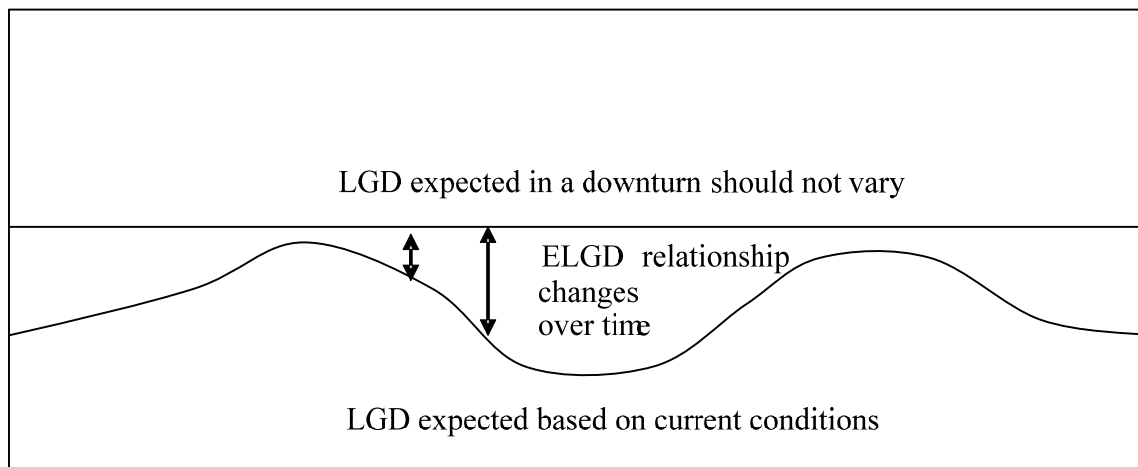 LGD expected in a downturn should not vary
ELGD relationship
changes
over time
LGD expected based on current conditions